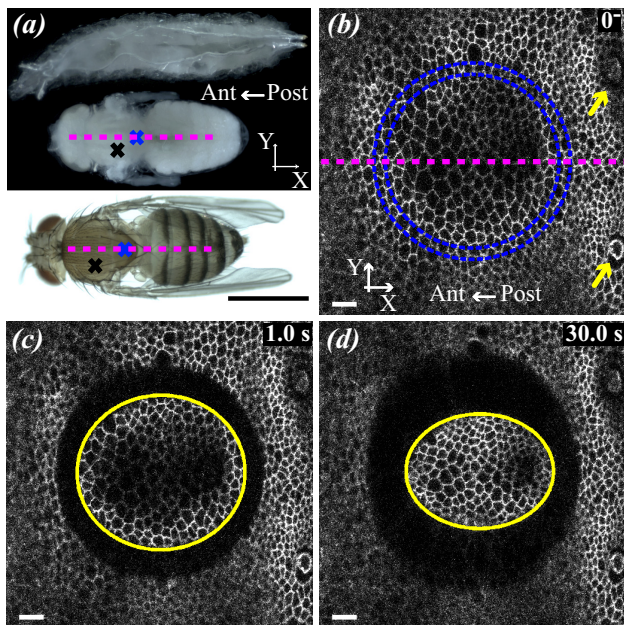 (a)
Ant ← Post
Y
X
(b)
0⁻
Y
X
Ant ← Post
(c)
1.0 s
(d)
30.0 s